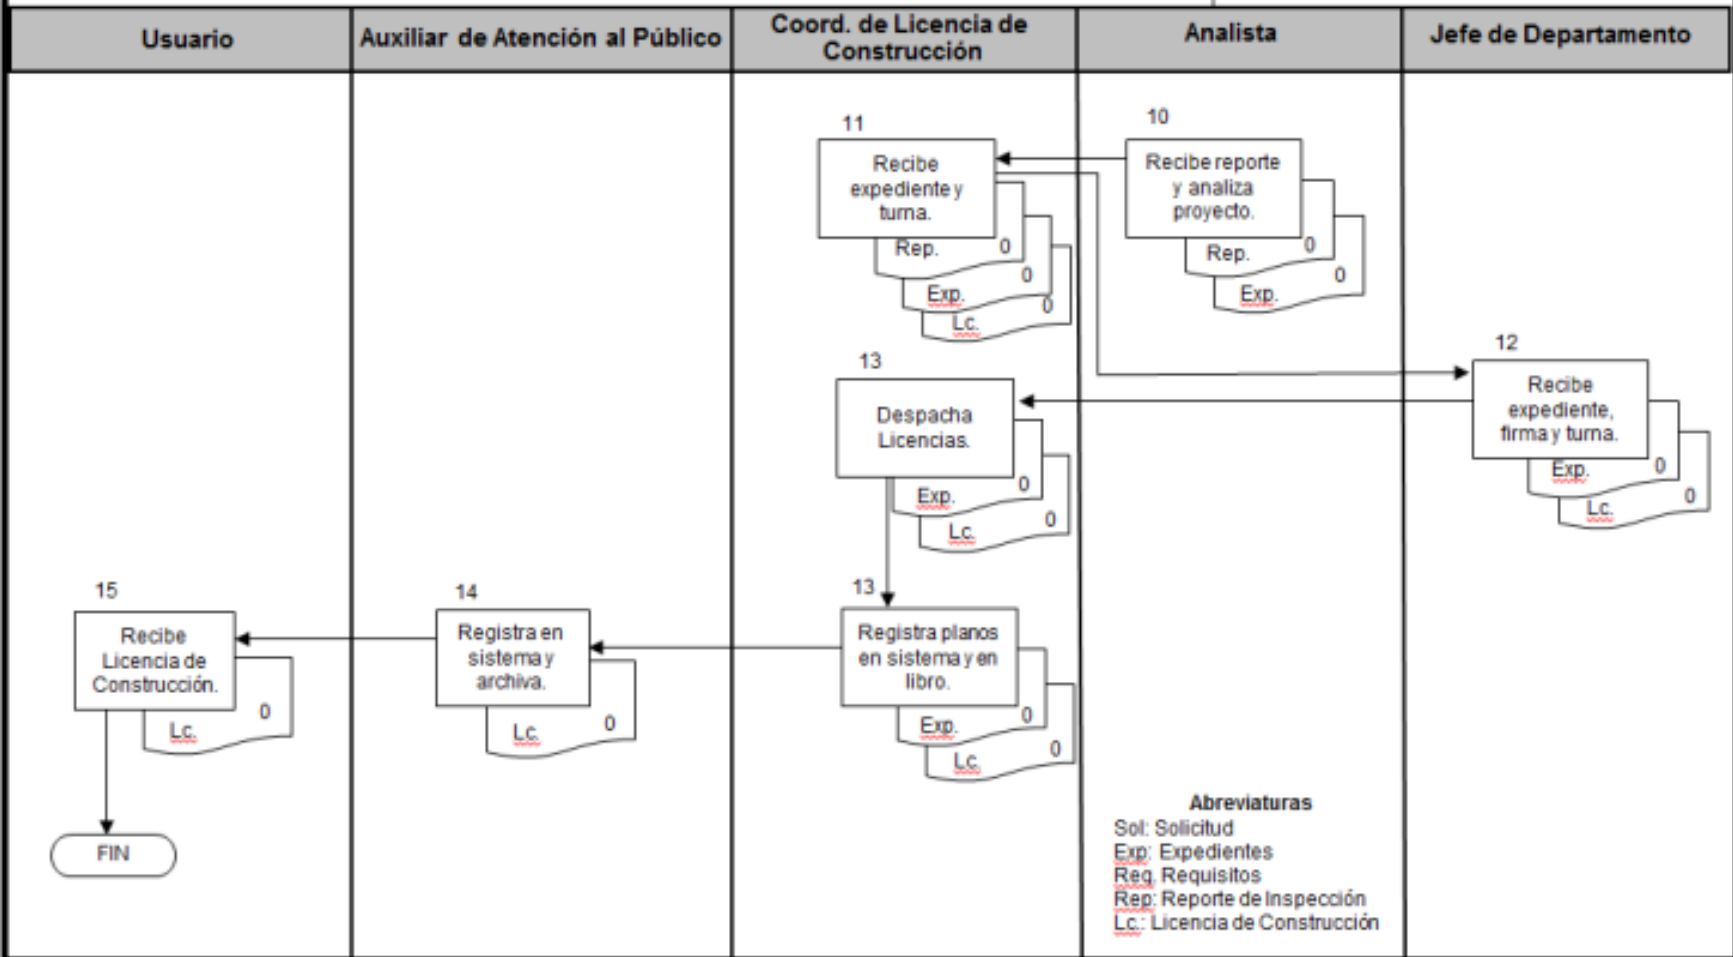 Usuario
Auxiliar de Atención al Público
Coord. de Licencia de
Construcción
Analista
Jefe de Departamento
11
Recibe
expediente y
turna.
Rep. 0
0
Exp.
0
Lc.
10
Recibe reporte
y analiza
proyecto.
Rep. 0
0
Exp.
12
Recibe
expediente,
firma y turna.
Exp. 0
Lc. 0
13
Despacha
Licencias.
Exp. 0
Lc. 0
13
Registra planos
en sistema y en
libro.
Exp. 0
Lc. 0
14
Registra en
sistema y
archiva.
Lc. 0
15
Recibe
Licencia de
Construcción.
Lc. 0
FIN
Abreviaturas
Sol: Solicitud
Exp: Expedientes
Req. Requisitos
Rep: Reporte de Inspección
Lc.: Licencia de Construcción